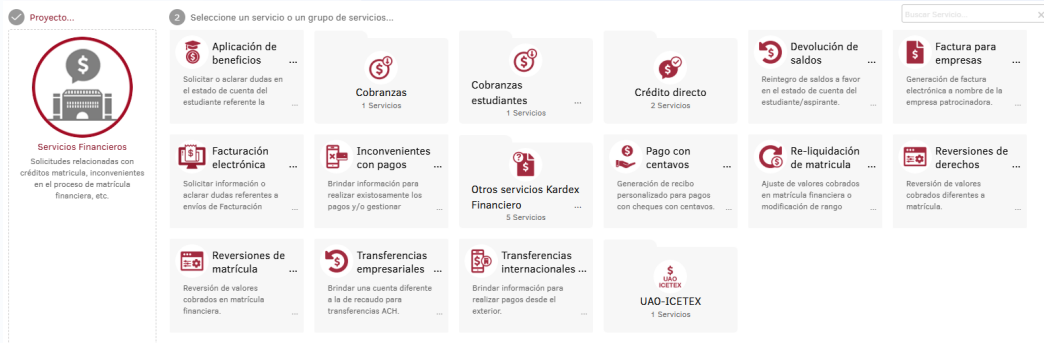 Proyecto...
2 Seleccione un servicio o un grupo de servicios...
Buscar Servicio...
Servicios Financieros
Solicitudes relacionadas con
créditos matricula, inconvenientes
en el proceso de matrícula
financiera, etc.
Aplicación de
beneficios ...
Solicitar o aclarar dudas en
el estado de cuenta del
estudiante referente la ...
Cobranzas
1 Servicios
Cobranzas
estudiantes ...
1 Servicios
Crédito directo
2 Servicios
Devolución de
saldos ...
Reintegro de saldos a favor
en el estado de cuenta del
estudiante/aspirante. ...
Factura para
empresas ...
Generación de factura
electrónica a nombre de la
empresa patrocinadora. ...
Facturación
electrónica ...
Solicitar información o
aclarar dudas referentes a
envíos de Facturación ...
Inconvenientes
con pagos ...
Brindar información para
realizar existosamente los
pagos y/o gestionar ...
Otros servicios Kardex
Financiero ...
5 Servicios
Pago con
centavos ...
Generación de recibo
personalizado para pagos
con cheques con centavos. ...
Re-liquidación
de matricula ...
Ajuste de valores cobrados
en matrícula financiera o
modificación de rango ...
Reversiones de
derechos ...
Reversión de valores
cobrados diferentes a
matrícula. ...
Reversiones de
matrícula ...
Reversión de valores
cobrados en matrícula
financiera. ...
Transferencias
empresariales ...
Brindar una cuenta diferente
a la de recaudo para
transferencias ACH. ...
Transferencias
internacionales ...
Brindar información para
realizar pagos desde el
exterior. ...
$
UAO
ICETEX
UAO-ICETEX
1 Servicios